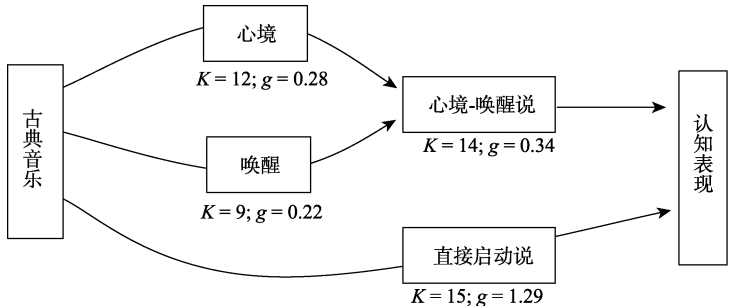 古典音乐
心境
K = 12; g = 0.28
唤醒
K = 9; g = 0.22
心境-唤醒说
K = 14; g = 0.34
直接启动说
K = 15; g = 1.29
认知表现